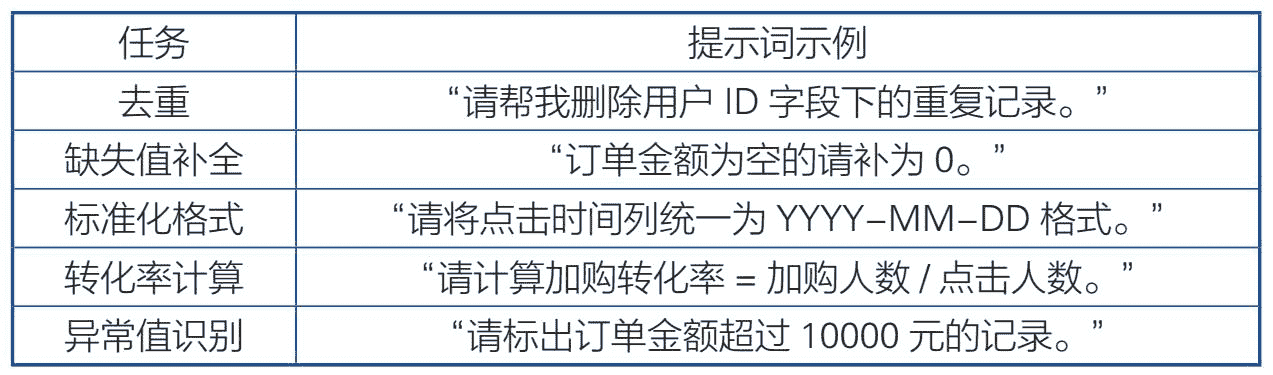 任务 提示词示例
去重 “请帮我删除用户 ID 字段下的重复记录。”
缺失值补全 “订单金额为空的请补为 0。”
标准化格式 “请将点击时间列统一为 YYYY-MM-DD 格式。”
转化率计算 “请计算加购转化率 = 加购人数 / 点击人数。”
异常值识别 “请标出订单金额超过 10000 元的记录。”